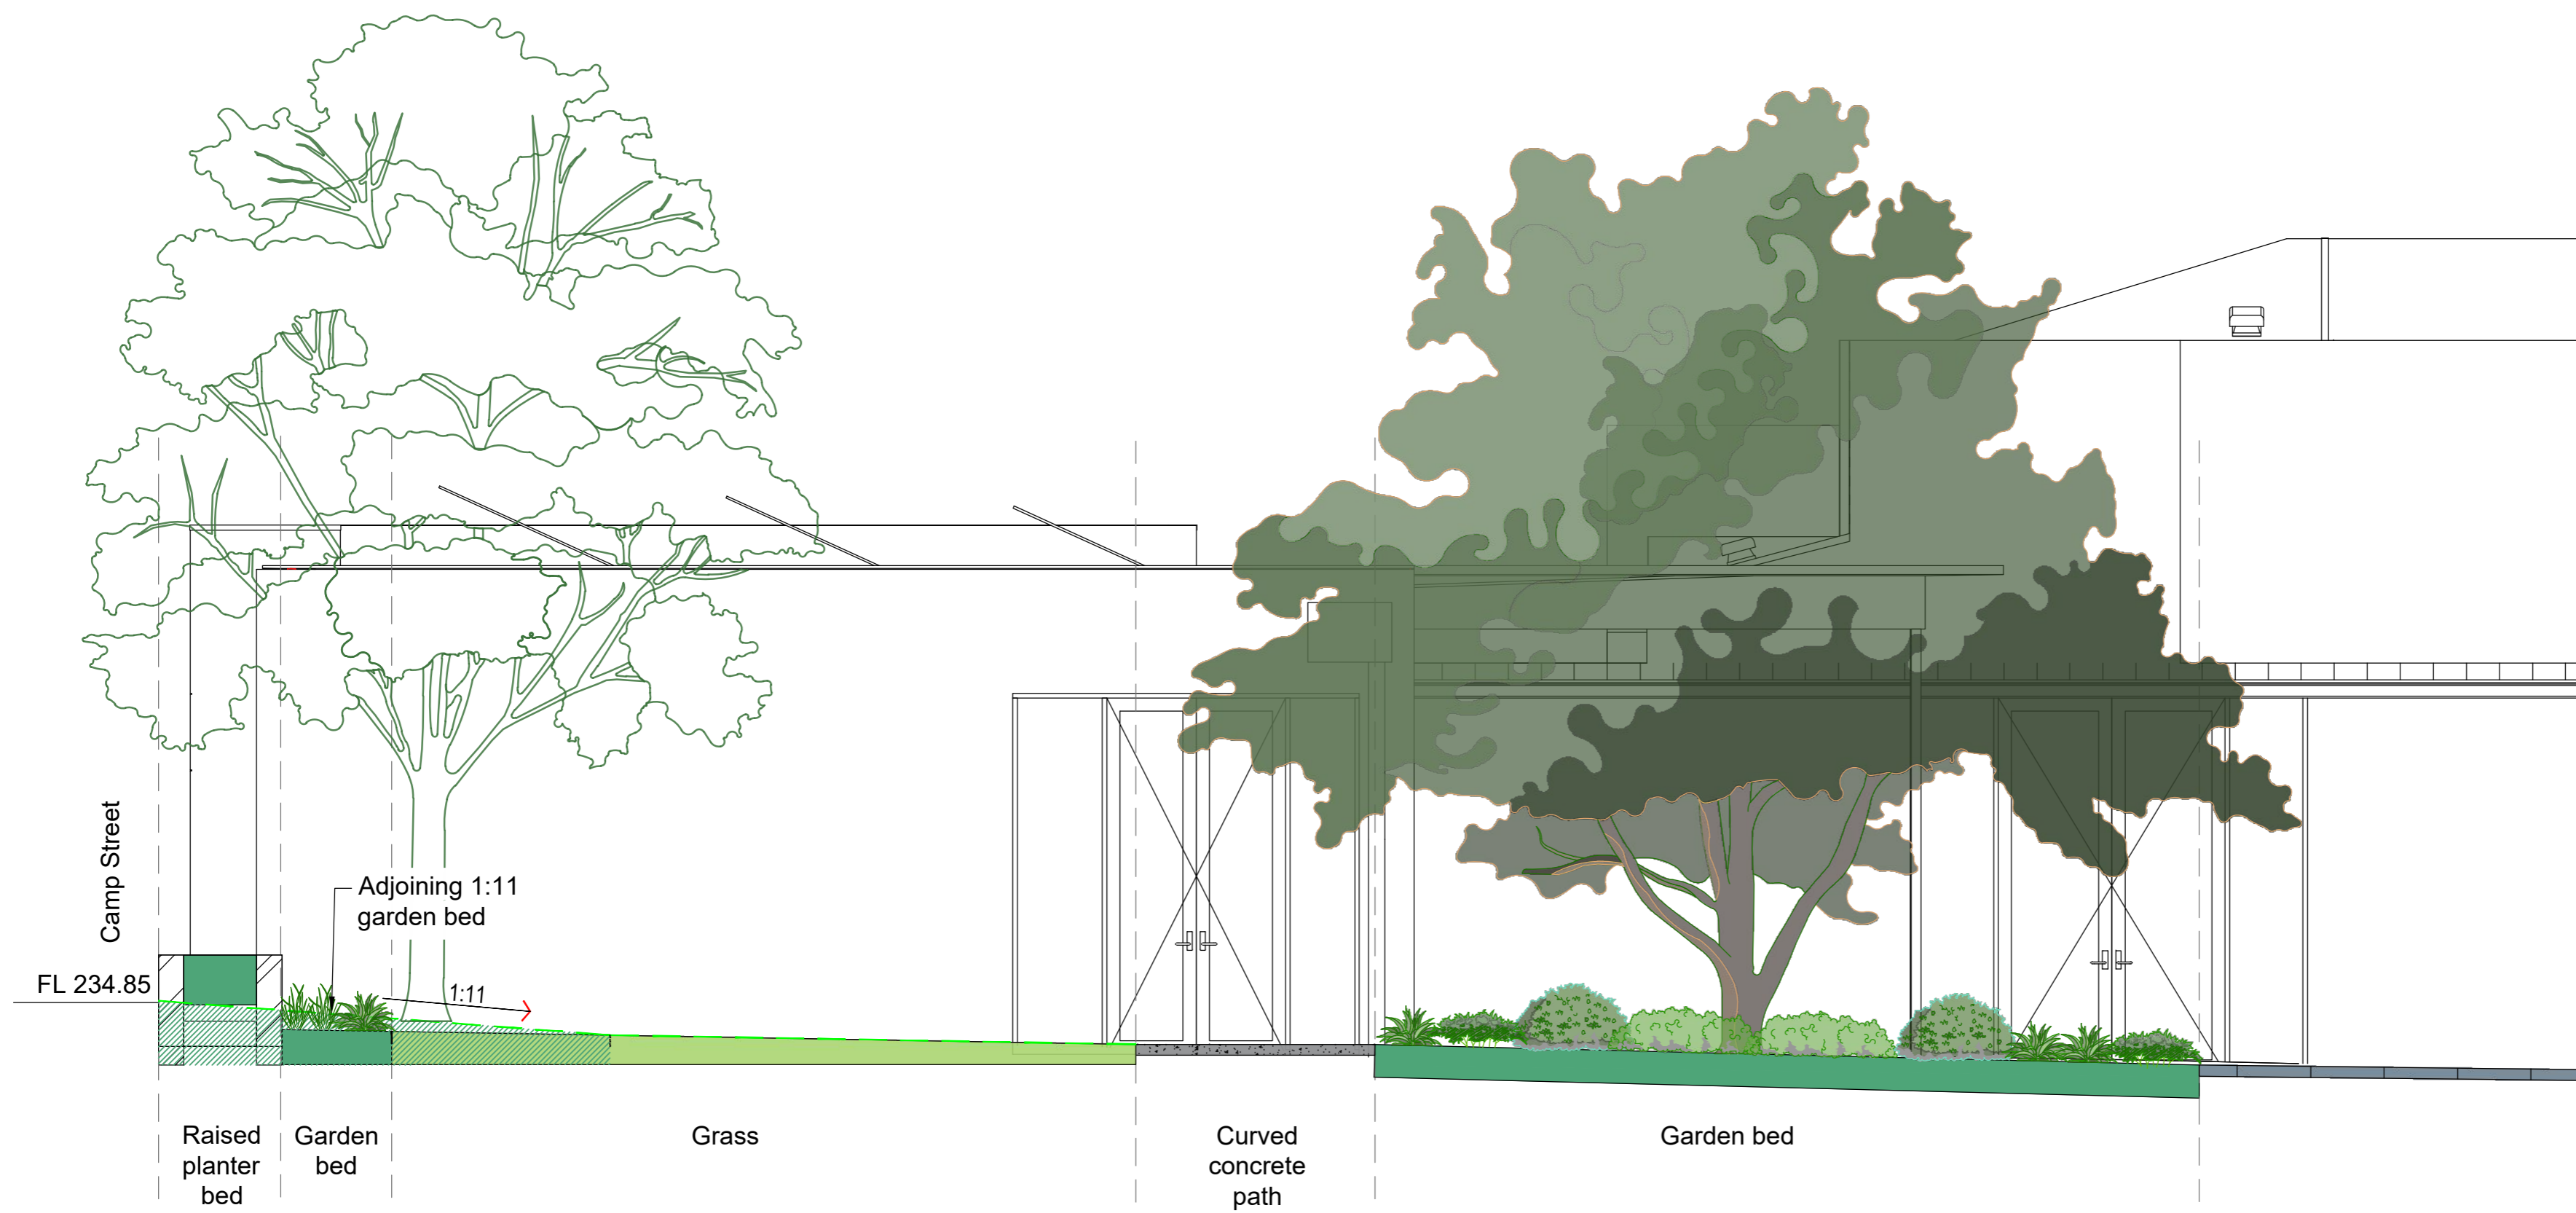 Camp Street
Adjoining 1:11
garden bed
FL 234.85
1:11
Raised
planter
bed
Garden
bed
Grass
Curved
concrete
path
Garden bed